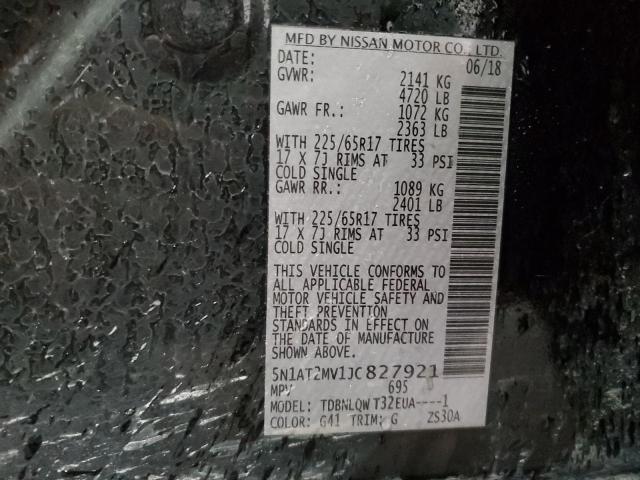 MFD BY NISSAN MOTOR CO., LTD.
DATE: 06/18
GVWR: 2141 KG
4720 LB
GAWR FR.: 1072 KG
2363 LB
WITH 225/65R17 TIRES
17 X 7J RIMS AT 33 PSI
COLD SINGLE
GAWR RR.: 1089 KG
2401 LB
WITH 225/65R17 TIRES
17 X 7J RIMS AT 33 PSI
COLD SINGLE
THIS VEHICLE CONFORMS TO
ALL APPLICABLE FEDERAL
MOTOR VEHICLE SAFETY AND
THEFT PREVENTION
STANDARDS IN EFFECT ON
THE DATE OF MANUFACTURE
SHOWN ABOVE.
5N1AT2MV1JC827921
MPV 695
MODEL: TDBNLQW T32EUA----1
COLOR: G41 TRIM: G ZS30A